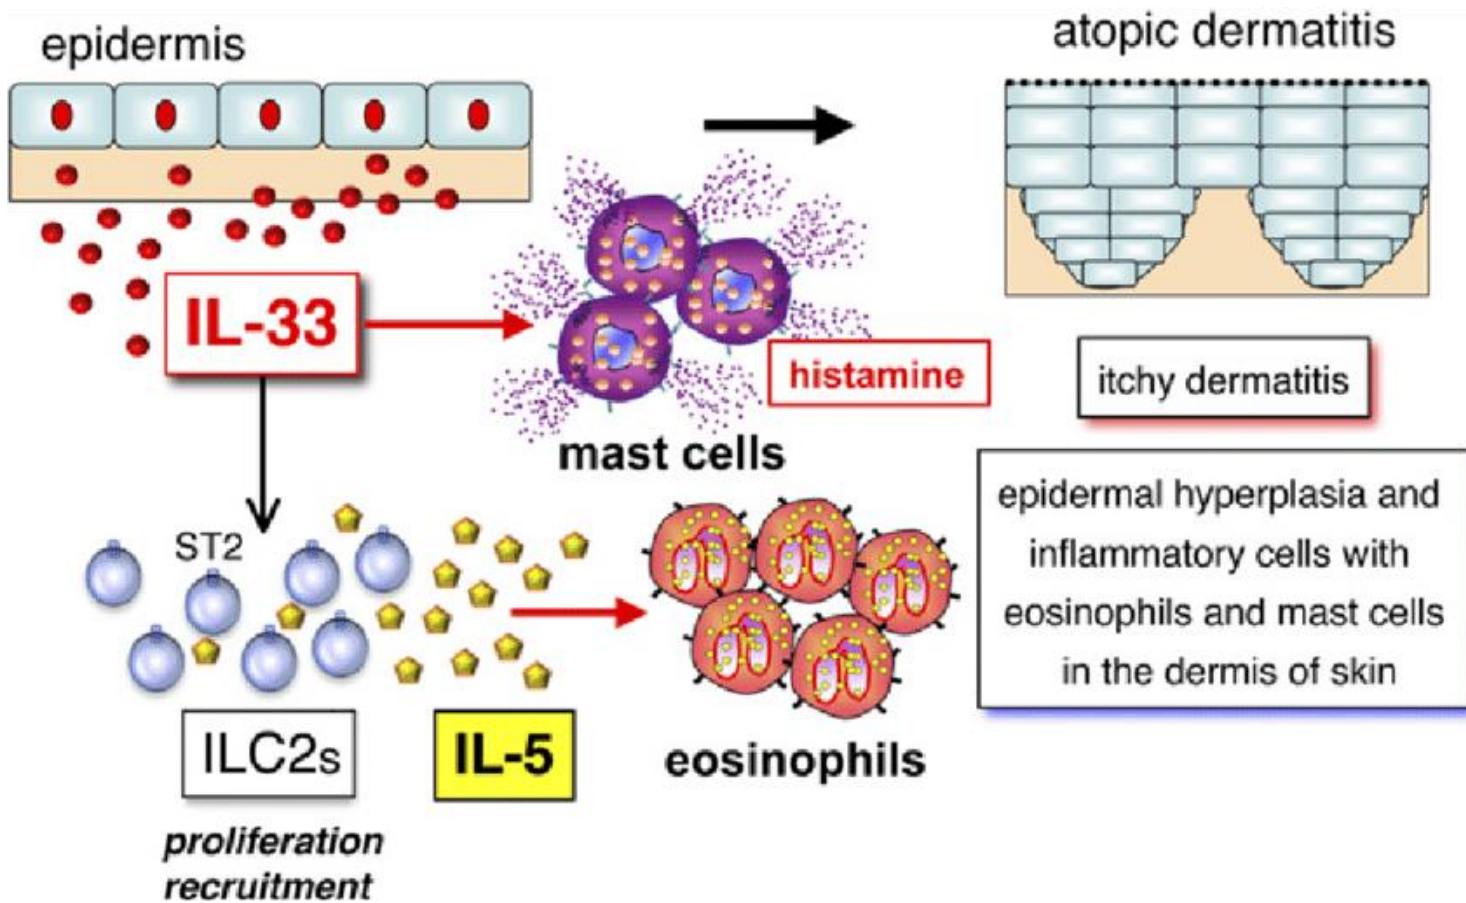 epidermis
atopic dermatitis
IL-33
histamine
mast cells
itchy dermatitis
epidermal hyperplasia and
inflammatory cells with
eosinophils and mast cells
in the dermis of skin
ST2
ILC2s
IL-5
eosinophils
proliferation
recruitment